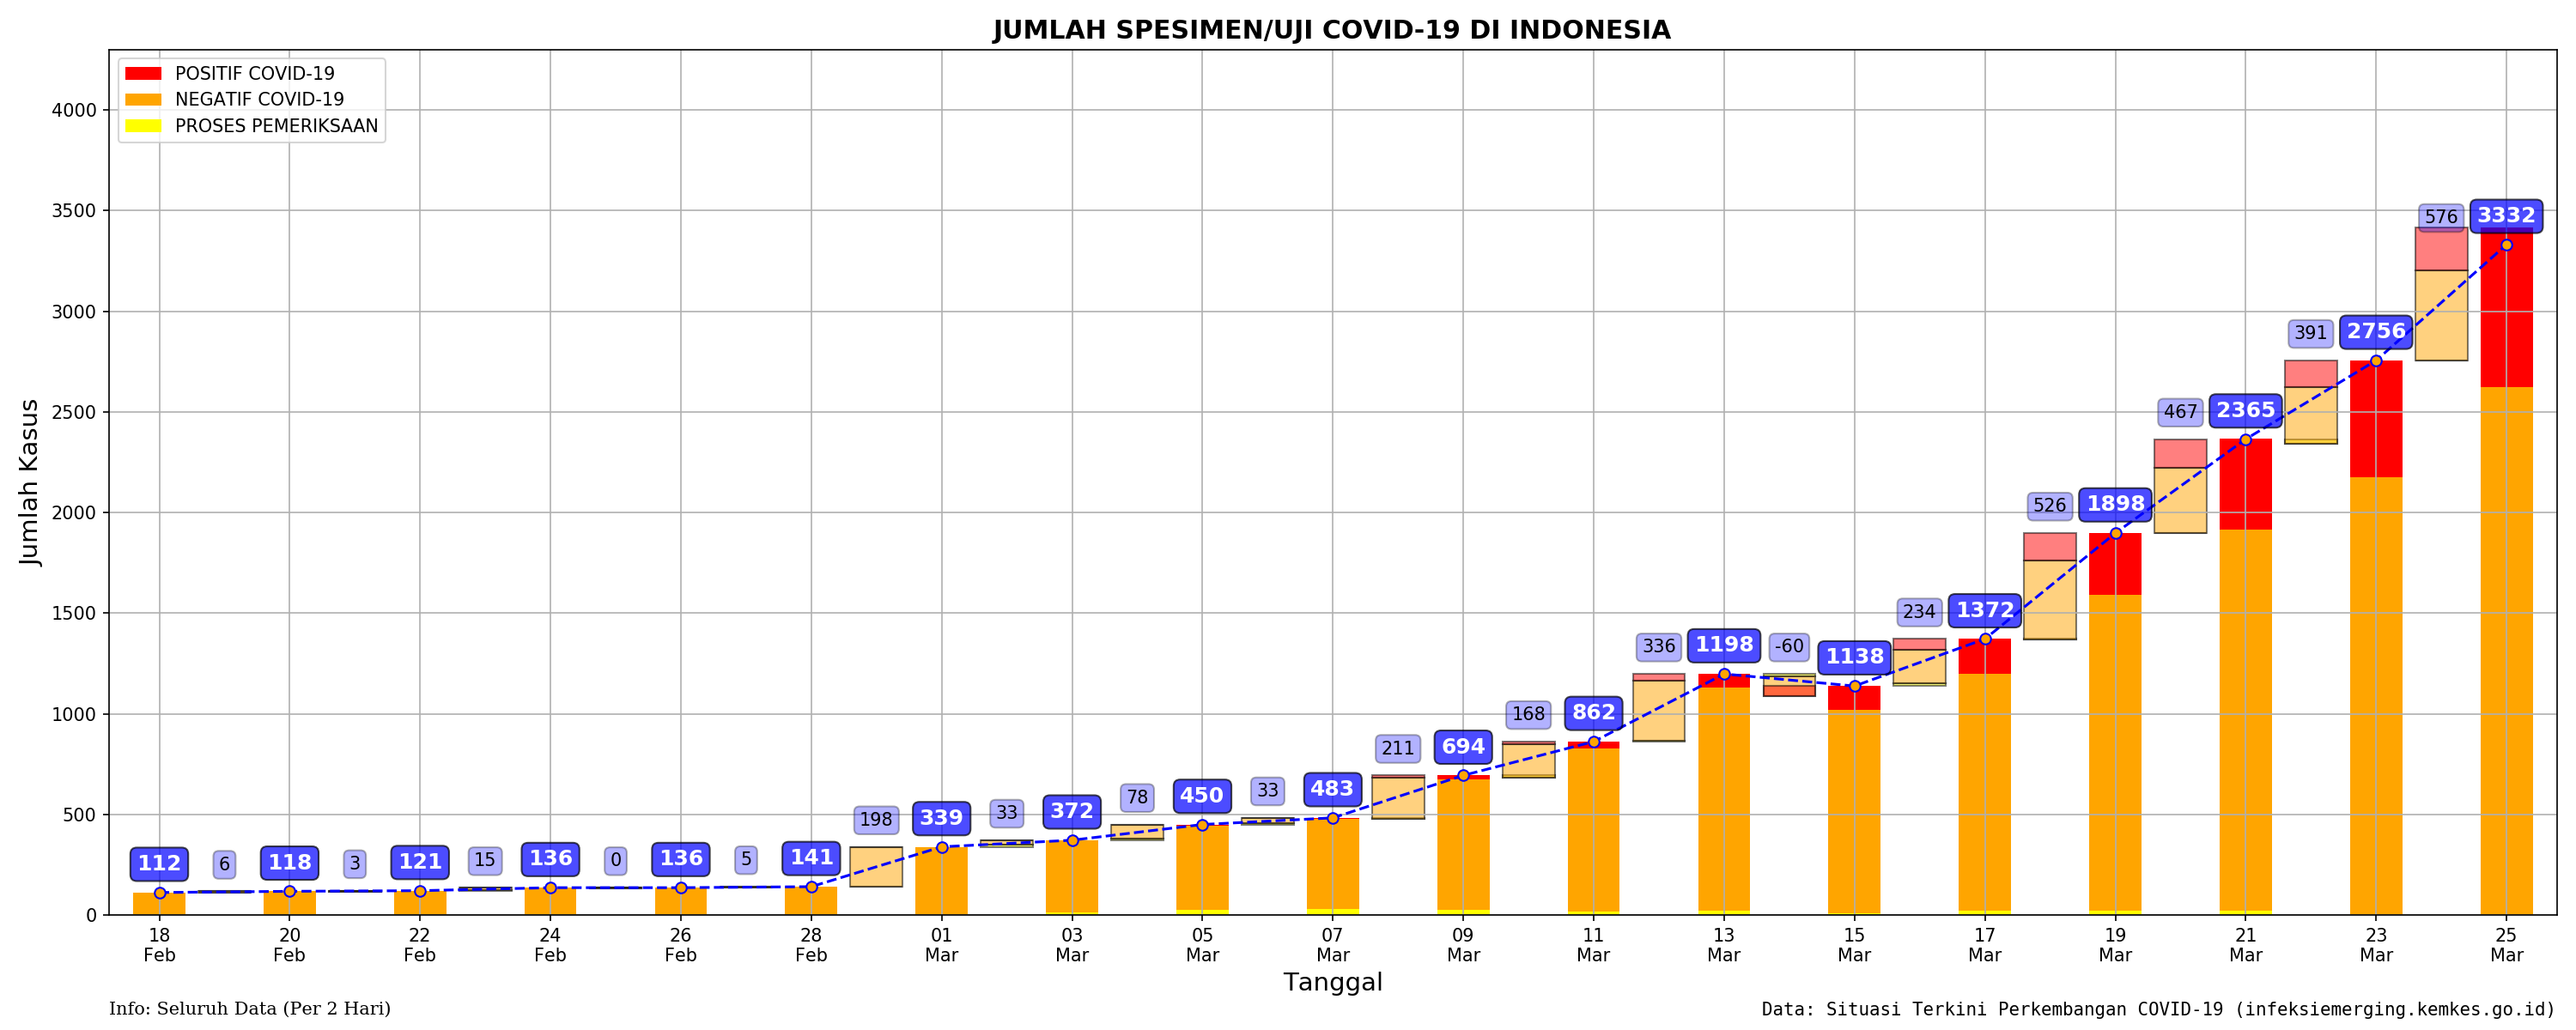 JUMLAH SPESIMEN/UJI COVID-19 DI INDONESIA
POSITIF COVID-19
NEGATIF COVID-19
PROSES PEMERIKSAAN
Jumlah Kasus
4000
3500
3000
2500
2000
1500
1000
500
0
112
6
118
3
121
15
136
0
136
5
141
198
339
33
372
78
450
33
483
211
694
168
862
336
1198
-60
1138
234
1372
526
1898
467
2365
391
2756
576
3332
18
Feb
20
Feb
22
Feb
24
Feb
26
Feb
28
Feb
01
Mar
03
Mar
05
Mar
07
Mar
09
Mar
11
Mar
13
Mar
15
Mar
17
Mar
19
Mar
21
Mar
23
Mar
25
Mar
Tanggal
Info: Seluruh Data (Per 2 Hari)
Data: Situasi Terkini Perkembangan COVID-19 (infeksiemerging.kemkes.go.id)